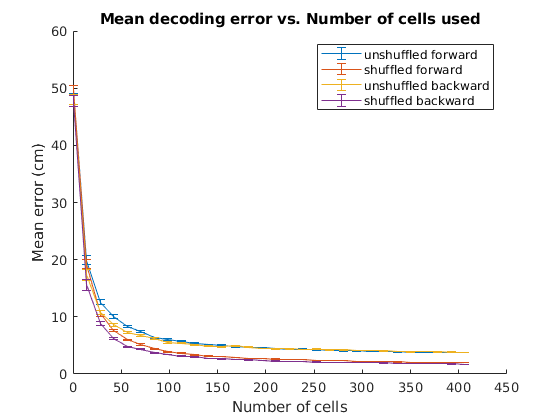 Mean decoding error vs. Number of cells used
60
50
40
30
20
10
0
Mean error (cm)
unshuffled forward
shuffled forward
unshuffled backward
shuffled backward
0 50 100 150 200 250 300 350 400 450
Number of cells